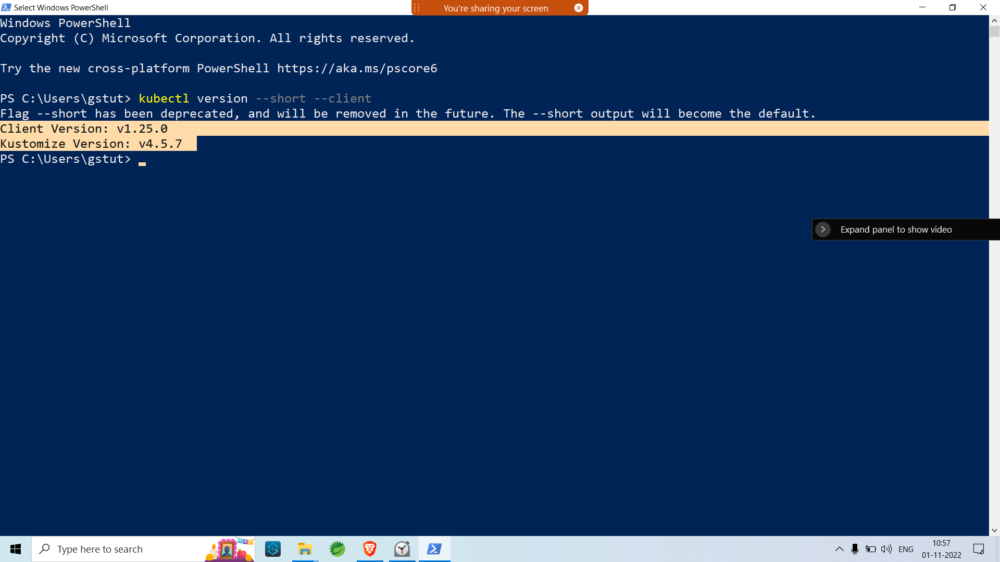 Select Windows PowerShell
You're sharing your screen
Windows PowerShell
Copyright (C) Microsoft Corporation. All rights reserved.
Try the new cross-platform PowerShell https://aka.ms/pscore6
PS C:\Users\gstut> kubectl version --short --client
Flag --short has been deprecated, and will be removed in the future. The --short output will become the default.
Client Version: v1.25.0
Kustomize Version: v4.5.7
PS C:\Users\gstut>
Expand panel to show video
Type here to search
ENG
10:57
01-11-2022